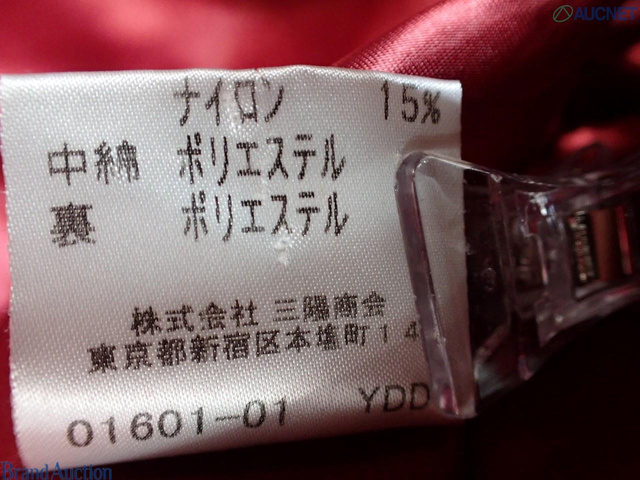 AUCNET
ナイロン 15%
中綿 ポリエステル
裏 ポリエステル
株式会社 三陽商会
東京都新宿区本塩町14
01601-01 YDD
Brand Auction